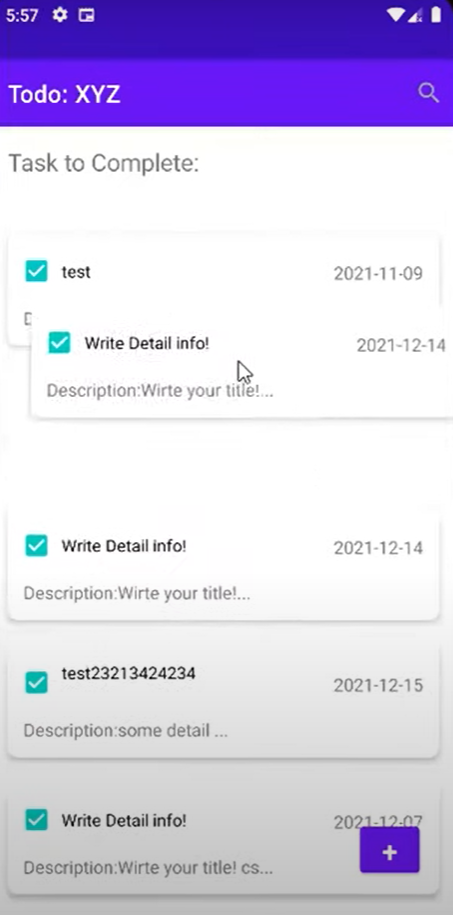 5:57
Todo: XYZ
Task to Complete:
test 2021-11-09
D
Write Detail info! 2021-12-14
Description:Wirte your title!...
Write Detail info! 2021-12-14
Description:Wirte your title!...
test23213424234 2021-12-15
Description:some detail ...
Write Detail info! 2021-12-07
Description:Wirte your title! cs...
+